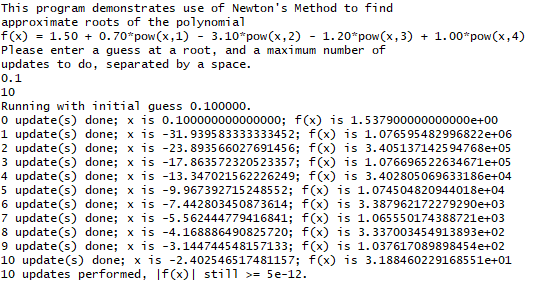 This program demonstrates use of Newton's Method to find
approximate roots of the polynomial
f(x) = 1.50 + 0.70*pow(x,1) - 3.10*pow(x,2) - 1.20*pow(x,3) + 1.00*pow(x,4)
Please enter a guess at a root, and a maximum number of
updates to do, separated by a space.
0.1
10
Running with initial guess 0.100000.
0 update(s) done; x is 0.100000000000000; f(x) is 1.537900000000000e+00
1 update(s) done; x is -31.939583333333452; f(x) is 1.076595482996822e+06
2 update(s) done; x is -23.893566027691456; f(x) is 3.405137142594768e+05
3 update(s) done; x is -17.863572320523357; f(x) is 1.076696522634671e+05
4 update(s) done; x is -13.347021562226249; f(x) is 3.402805069633186e+04
5 update(s) done; x is -9.967392715248552; f(x) is 1.074504820944018e+04
6 update(s) done; x is -7.442803450873614; f(x) is 3.387962172279290e+03
7 update(s) done; x is -5.562444779416841; f(x) is 1.065550174388721e+03
8 update(s) done; x is -4.168886490825720; f(x) is 3.337003454913893e+02
9 update(s) done; x is -3.144744548157133; f(x) is 1.037617089898454e+02
10 update(s) done; x is -2.402546517481157; f(x) is 3.188460229168551e+01
10 updates performed, |f(x)| still >= 5e-12.